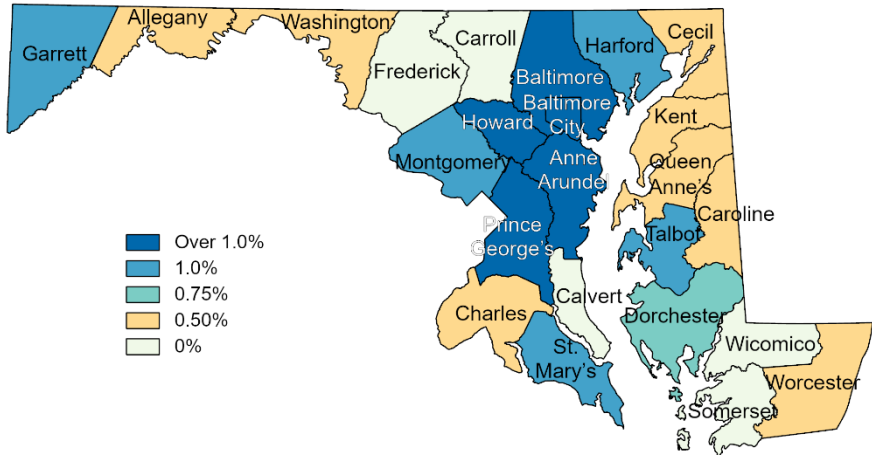 Allegany
Washington
Cecil
Garrett
Carroll
Harford
Frederick
Baltimore
Baltimore
City
Kent
Howard
Montgomery
Anne
Arundel
Queen
Anne's
Caroline
Prince
George's
Talbot
Over 1.0%
1.0%
0.75%
0.50%
0%
Calvert
Charles
Dorchester
Wicomico
St.
Mary's
Worcester
Somerset